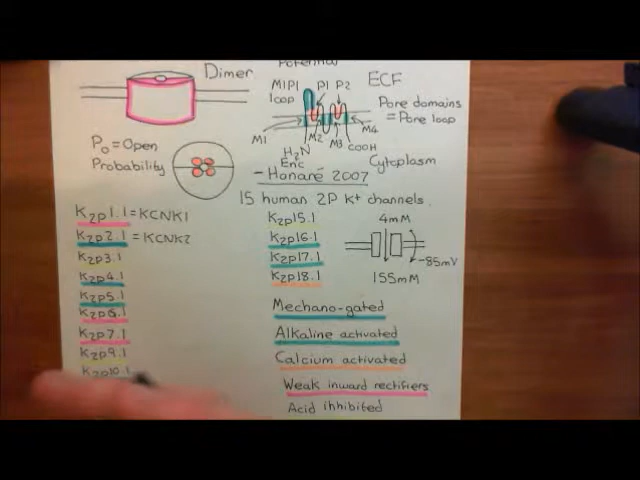 Potential
Dimer
M1P1
loop
P1 P2
ECF
Pore domains
= Pore loop
M1
M2
M3
M4
H2N
COOH
Enc
Cytoplasm
Po = Open
Probability
- Honoré 2007
15 human 2P K+ channels
K2p1.1 = KCNK1
K2p2.1 = KCNK2
K2p3.1
K2p4.1
K2p5.1
K2p6.1
K2p7.1
K2p9.1
K2p10.1
K2p15.1
K2p16.1
K2p17.1
K2p18.1
4mM
-85mV
155mM
Mechano-gated
Alkaline activated
Calcium activated
Weak inward rectifiers
Acid inhibited